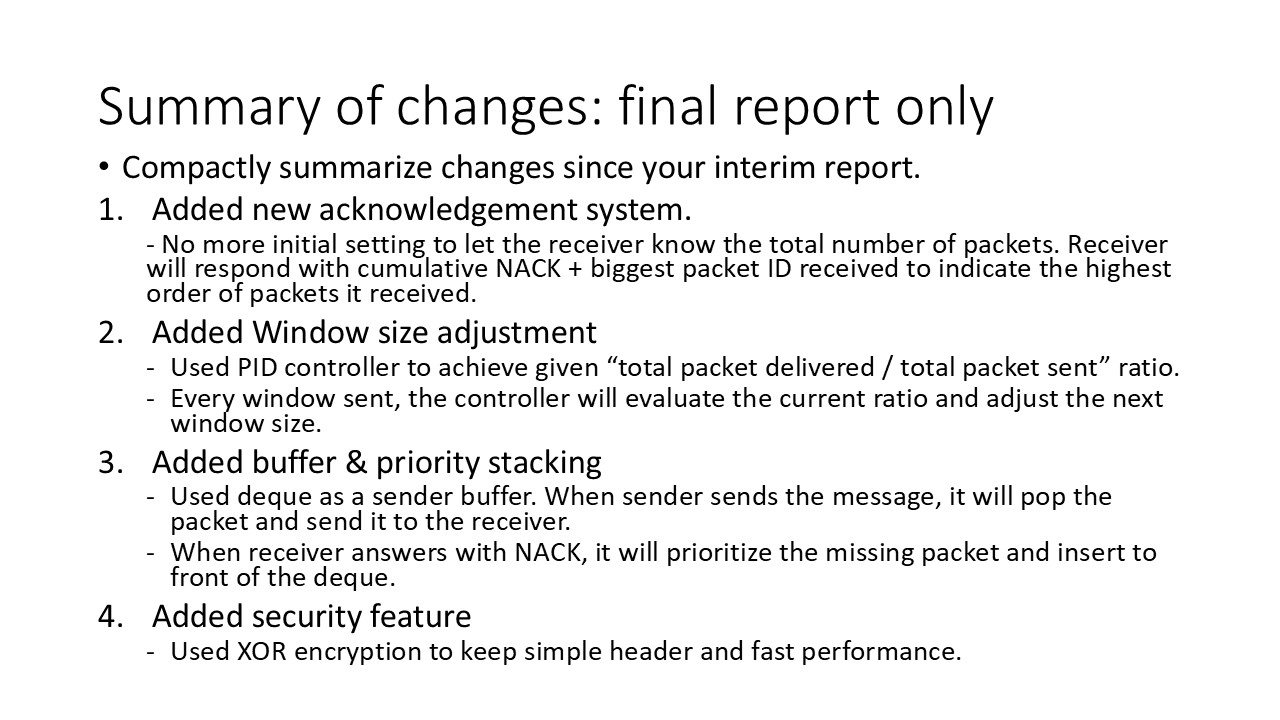 Summary of changes: final report only
• Compactly summarize changes since your interim report.
1. Added new acknowledgement system.
- No more initial setting to let the receiver know the total number of packets. Receiver
will respond with cumulative NACK + biggest packet ID received to indicate the highest
order of packets it received.
2. Added Window size adjustment
- Used PID controller to achieve given “total packet delivered / total packet sent” ratio.
- Every window sent, the controller will evaluate the current ratio and adjust the next
window size.
3. Added buffer & priority stacking
- Used deque as a sender buffer. When sender sends the message, it will pop the
packet and send it to the receiver.
- When receiver answers with NACK, it will prioritize the missing packet and insert to
front of the deque.
4. Added security feature
- Used XOR encryption to keep simple header and fast performance.